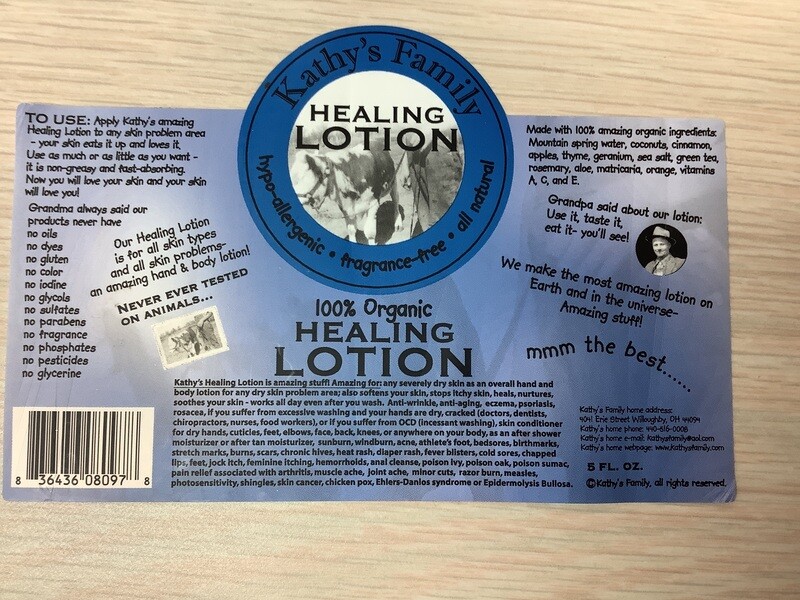 Kathy's Family
HEALING
LOTION
hypo-allergenic • fragrance-free • all natural
TO USE: Apply Kathy's amazing
Healing Lotion to any skin problem area
- your skin eats it up and loves it.
Use as much or as little as you want -
it is non-greasy and fast-absorbing.
Now you will love your skin and your skin
will love you!
Grandma always said our
products never have
no oils
no dyes
no gluten
no color
no iodine
no glycols
no sulfates
no parabens
no fragrance
no phosphates
no pesticides
no glycerine
Our Healing Lotion
is for all skin types
and all skin problems-
an amazing hand & body lotion!
NEVER EVER TESTED
ON ANIMALS...
8 36436 08097 8
100% Organic
HEALING
LOTION
Kathy's Healing Lotion is amazing stuff! Amazing for: any severely dry skin as an overall hand and
body lotion for any dry skin problem area; also softens your skin, stops itchy skin, heals, nurtures,
soothes your skin - works all day even after you wash. Anti-wrinkle, anti-aging, eczema, psoriasis,
rosacea, if you suffer from excessive washing and your hands are dry, cracked (doctors, dentists,
chiropractors, nurses, food workers), or if you suffer from OCD (incessant washing), skin conditioner
for dry hands, cuticles, feet, elbows, face, back, knees, or anywhere on your body, as an after shower
moisturizer or after tan moisturizer, sunburn, windburn, acne, athlete's foot, bedsores, birthmarks,
stretch marks, burns, scars, chronic hives, heat rash, diaper rash, fever blisters, cold sores, chapped
lips, feet, jock itch, feminine itching, hemorrhoids, anal cleanse, poison ivy, poison oak, poison sumac,
pain relief associated with arthritis, muscle ache, joint ache, minor cuts, razor burn, measles,
photosensitivity, shingles, skin cancer, chicken pox, Ehlers-Danlos syndrome or Epidermolysis Bullosa.
Made with 100% amazing organic ingredients:
Mountain spring water, coconuts, cinnamon,
apples, thyme, geranium, sea salt, green tea,
rosemary, aloe, matricaria, orange, vitamins
A, C, and E.
Grandpa said about our lotion:
Use it, taste it,
eat it- you'll see!
We make the most amazing lotion on
Earth and in the universe-
Amazing stuff!
mmm the best......
Kathy's Family home address:
4041 Erie Street Willoughby, OH 44094
Kathy's home phone: 440-616-0008
Kathy's home e-mail: kathysfamily@aol.com
Kathy's home webpage: www.kathysfamily.com
5 FL. OZ.
©Kathy's Family, all rights reserved.